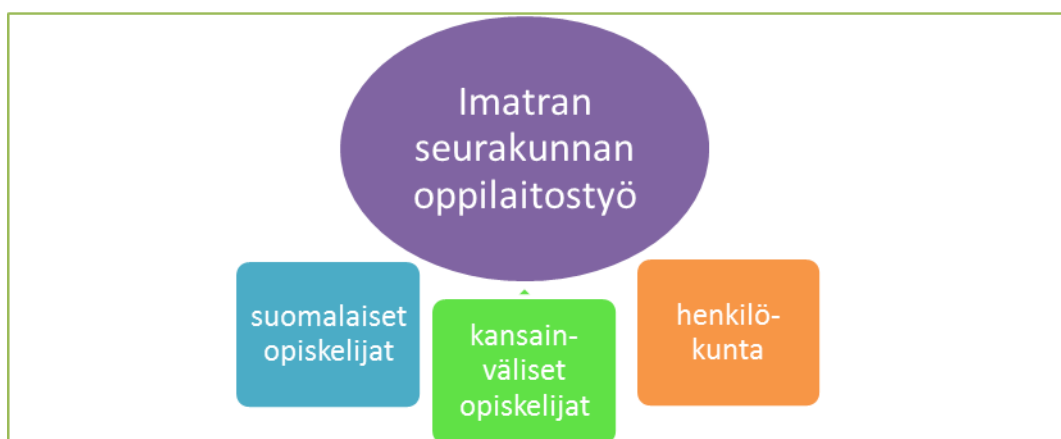 Imatran
seurakunnan
oppilaitostyö
suomalaiset
opiskelijat
kansain-
väliset
opiskelijat
henkilö-
kunta